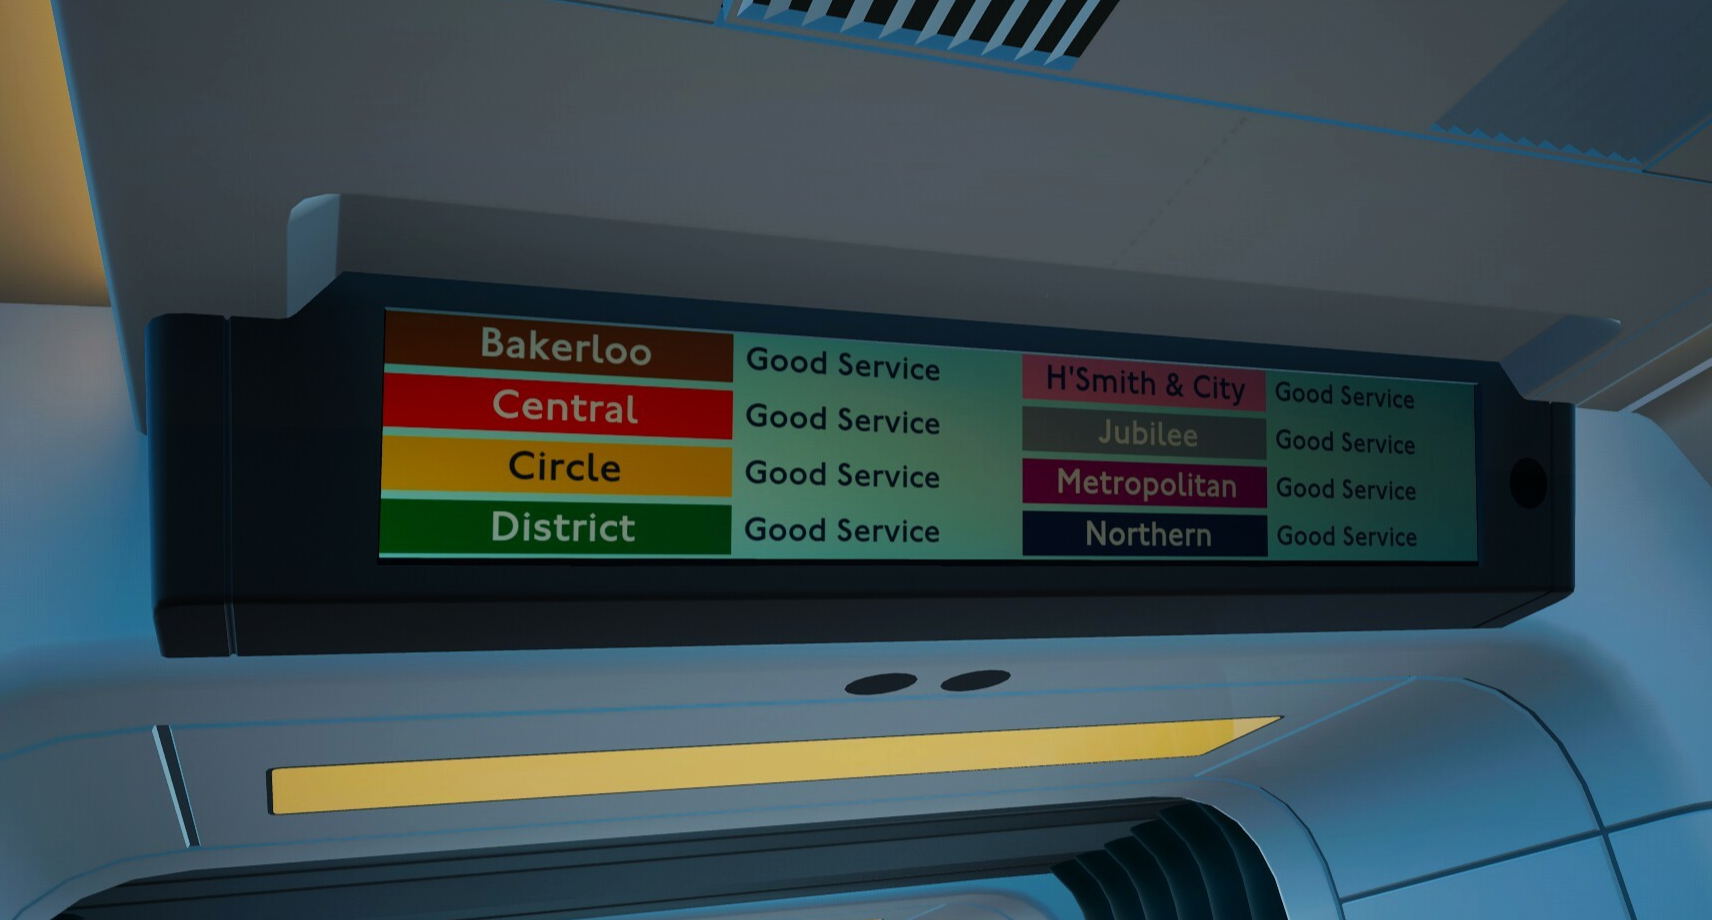 Bakerloo Good Service
Central Good Service
Circle Good Service
District Good Service
H'Smith & City Good Service
Jubilee Good Service
Metropolitan Good Service
Northern Good Service